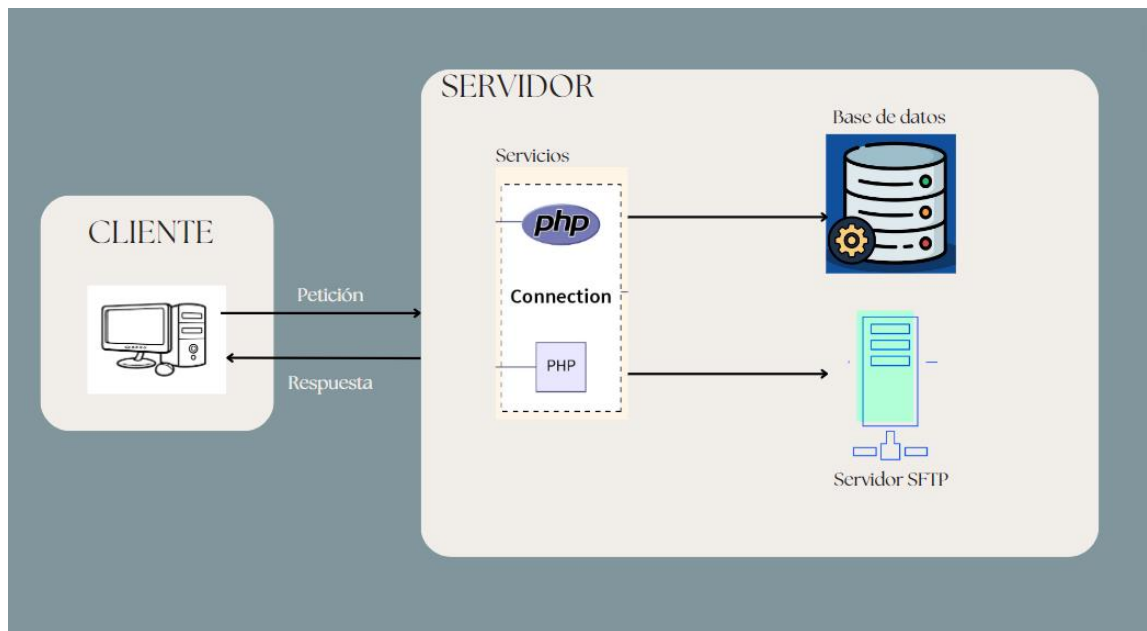 SERVIDOR
Base de datos
Servicios
php
CLIENTE
Connection
Petición
PHP
Respuesta
Servidor SFTP